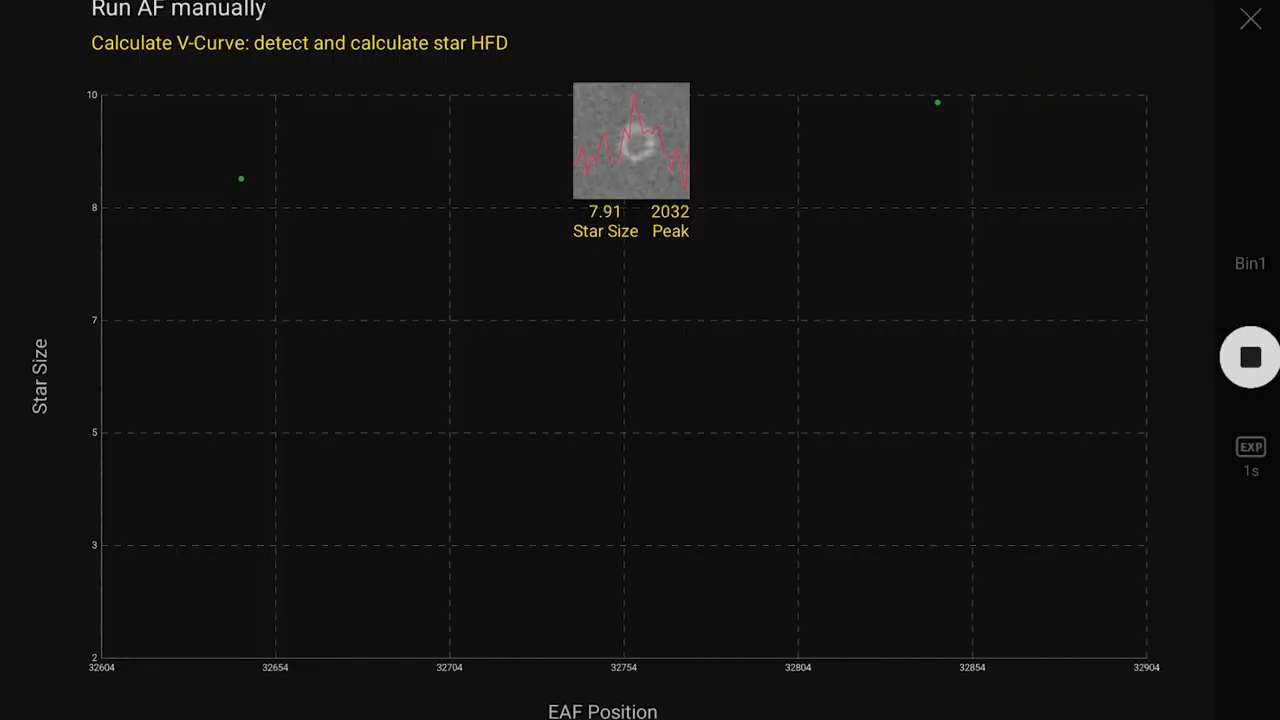 Run AF manually
Calculate V-Curve: detect and calculate star HFD
10
8
7
5
3
2
Star Size
7.91 2032
Star Size Peak
32604 32654 32704 32754 32804 32854 32904
EAF Position
Bin1
EXP
1s